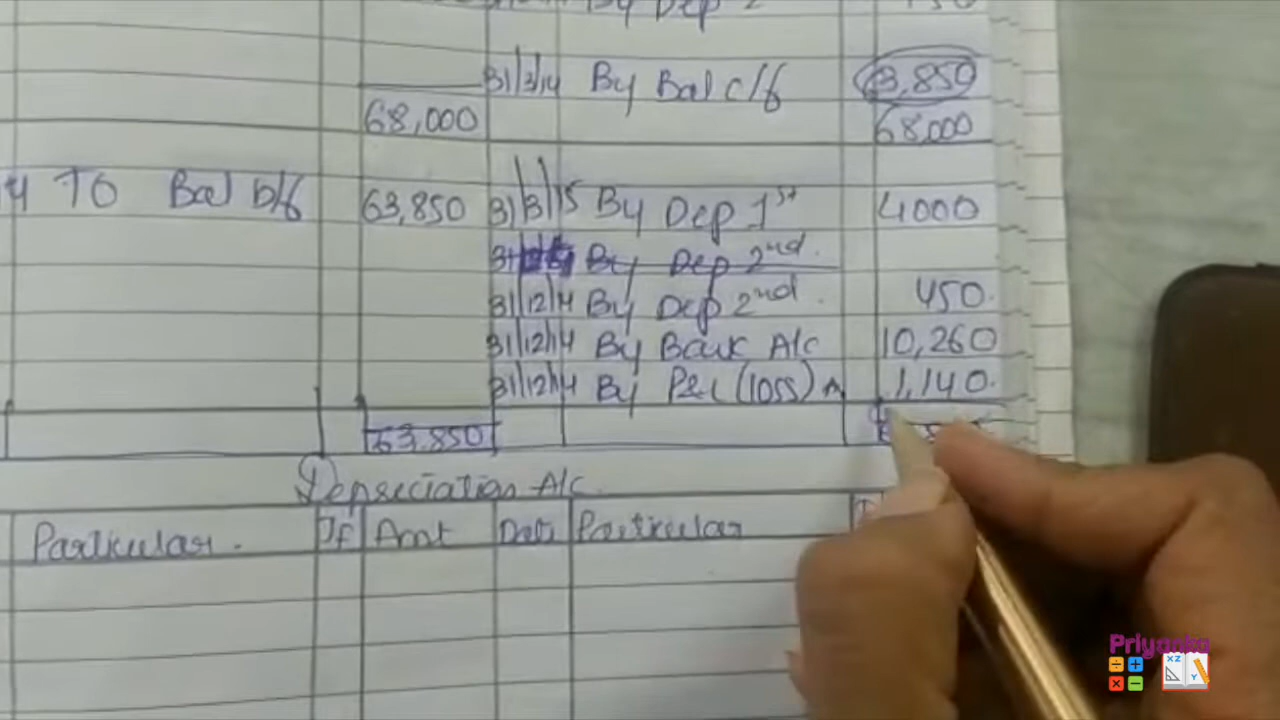 By Dep 2
31/3/14 By Bal c/f 63,850
68,000 68,000
TO Bal b/f 63,850 31/3/15 By Dep 1st 4000
By Dep 2nd.
31/12/14 By Dep 2nd. 450.
31/12/14 By Bank A/c 10,260
31/12/14 By P&L (loss) A 1,140.
63,850
Depreciation A/c.
Particular. Jf Amt Date Particular
Priyanka